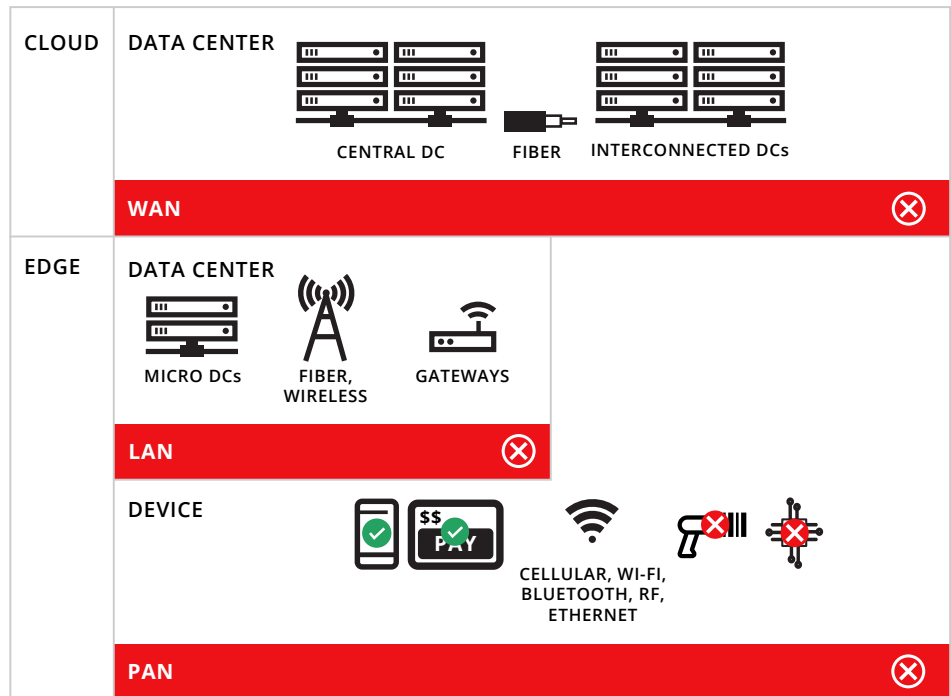 CLOUD
DATA CENTER
CENTRAL DC
FIBER
INTERCONNECTED DCs
WAN
EDGE
DATA CENTER
MICRO DCs
FIBER,
WIRELESS
GATEWAYS
LAN
DEVICE
$$
PAY
CELLULAR, WI-FI,
BLUETOOTH, RF,
ETHERNET
PAN